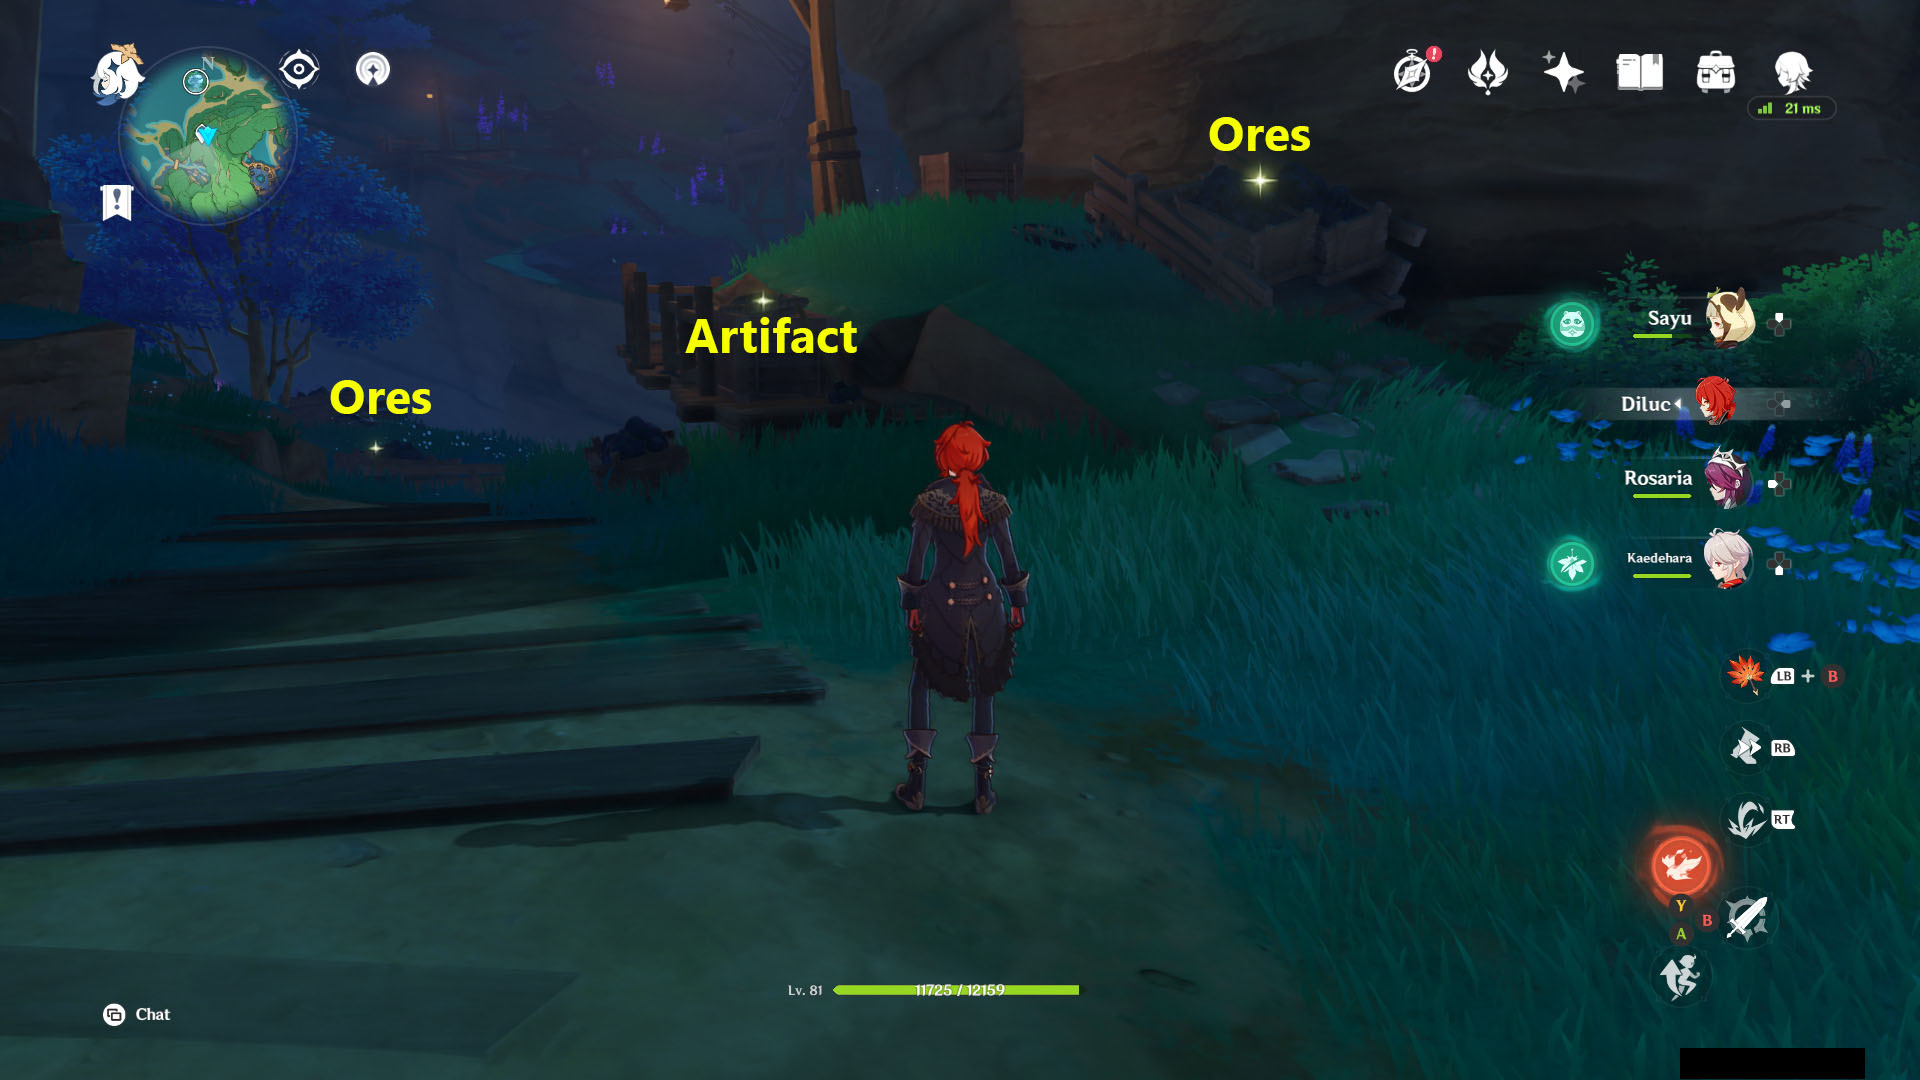 N
21 ms
Ores
Artifact
Ores
Sayu
Diluc
Rosaria
Kaedehara
LB + B
RB
RT
Y
B
A
Lv. 81 11725 / 12159
Chat